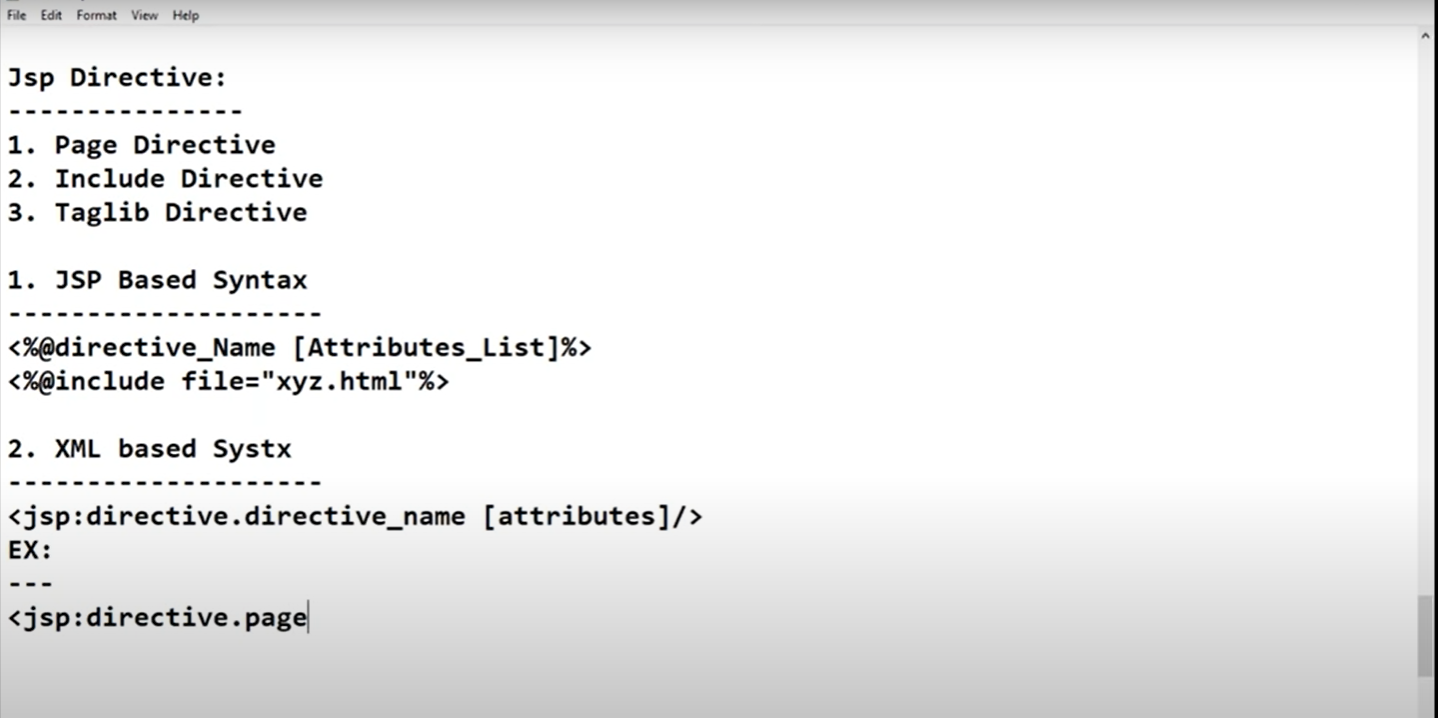 File Edit Format View Help
Jsp Directive:
---------------
1. Page Directive
2. Include Directive
3. Taglib Directive
1. JSP Based Syntax
--------------------
<%@directive_Name [Attributes_List]%>
<%@include file="xyz.html"%>
2. XML based Systx
--------------------
<jsp:directive.directive_name [attributes]/>
EX:
---
<jsp:directive.page